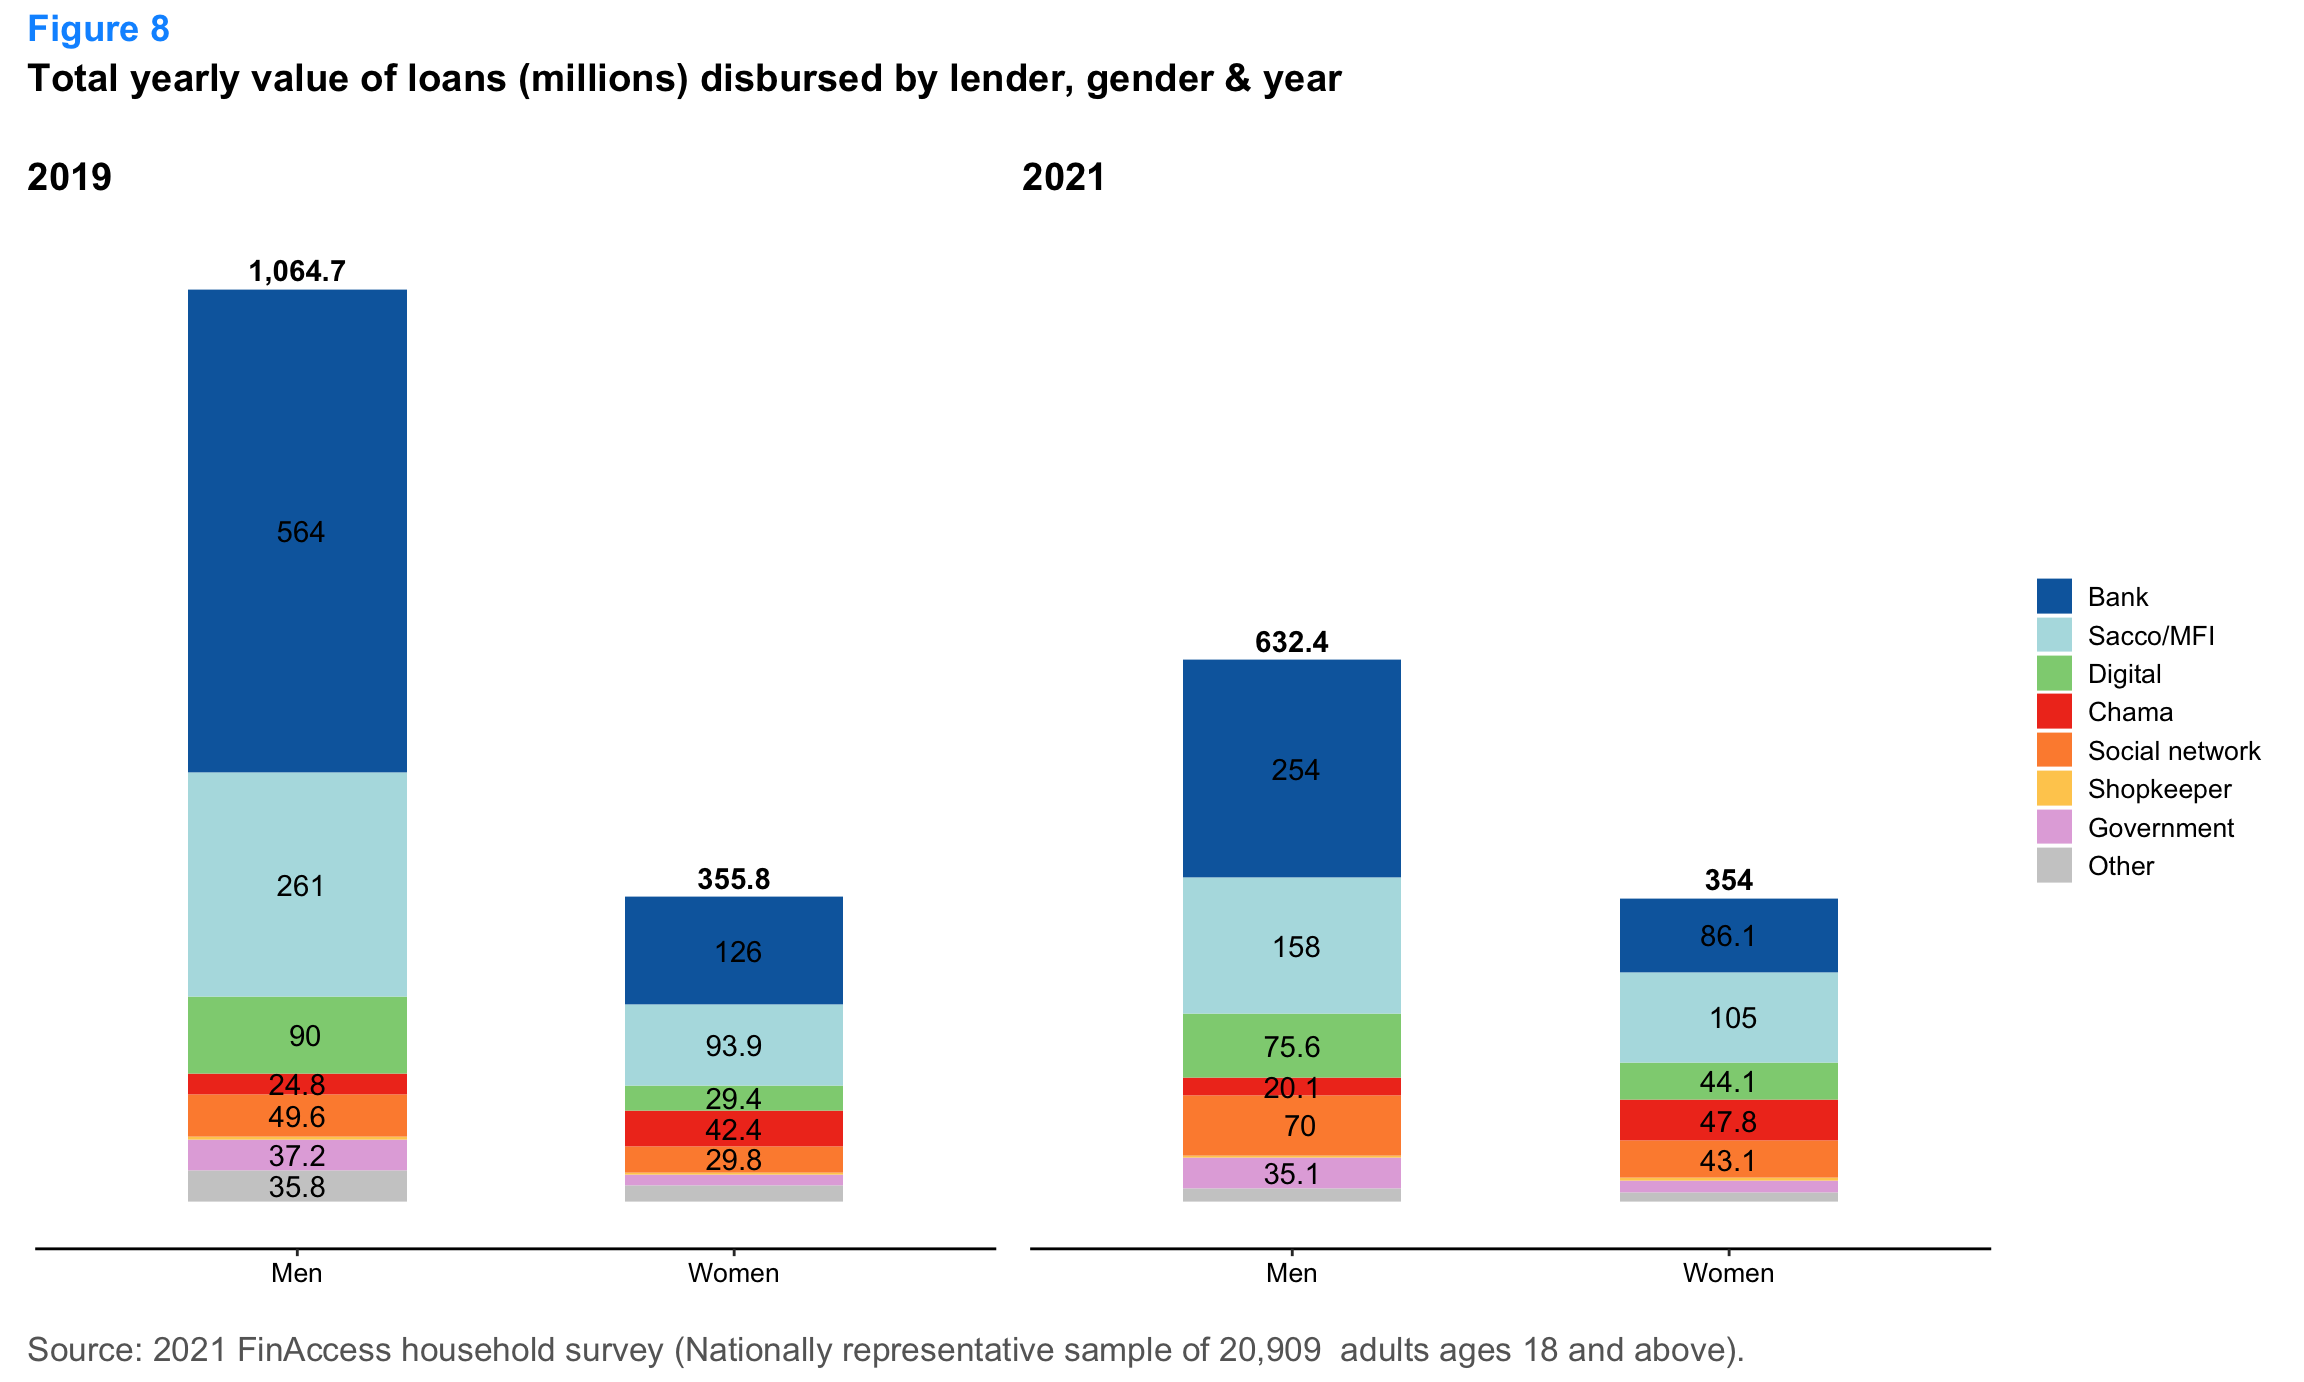 Figure 8
Total yearly value of loans (millions) disbursed by lender, gender & year
2019
1,064.7
564
261
90
24.8
49.6
37.2
35.8
355.8
126
93.9
29.4
42.4
29.8
Men
Women
2021
632.4
254
158
75.6
20.1
70
35.1
354
86.1
105
44.1
47.8
43.1
Men
Women
Bank
Sacco/MFI
Digital
Chama
Social network
Shopkeeper
Government
Other
Source: 2021 FinAccess household survey (Nationally representative sample of 20,909 adults ages 18 and above).